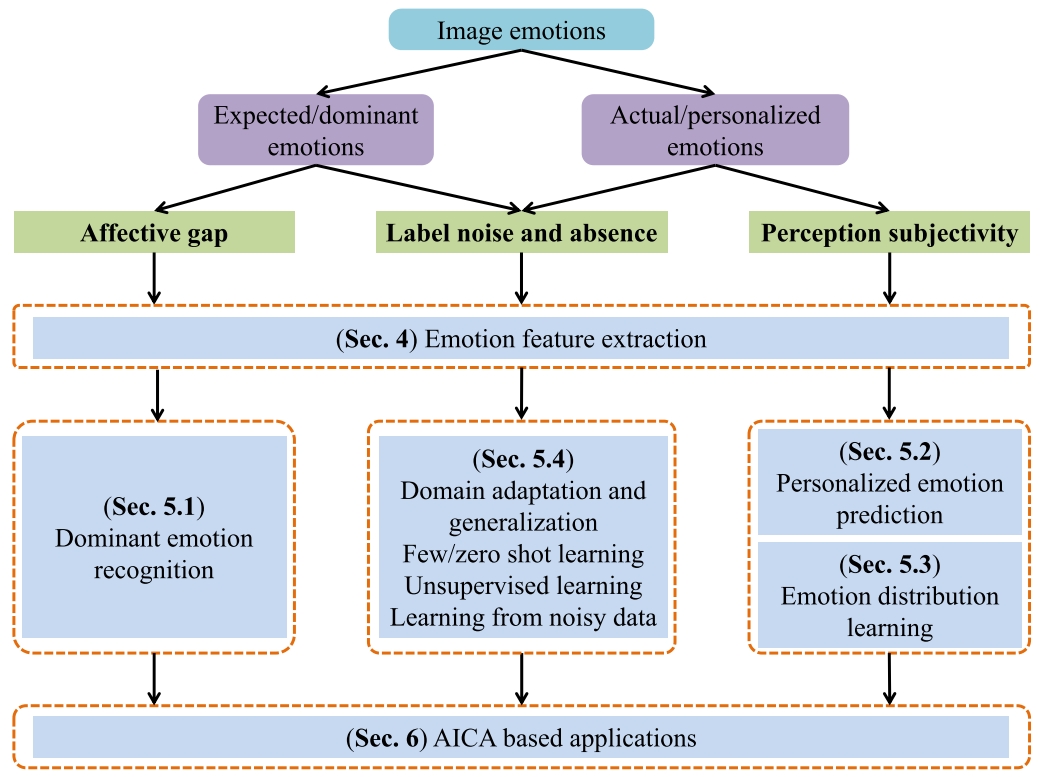 Image emotions
Expected/dominant
emotions
Actual/personalized
emotions
Affective gap
Label noise and absence
Perception subjectivity
(Sec. 4) Emotion feature extraction
(Sec. 5.1)
Dominant emotion
recognition
(Sec. 5.4)
Domain adaptation and
generalization
Few/zero shot learning
Unsupervised learning
Learning from noisy data
(Sec. 5.2)
Personalized emotion
prediction
(Sec. 5.3)
Emotion distribution
learning
(Sec. 6) AICA based applications